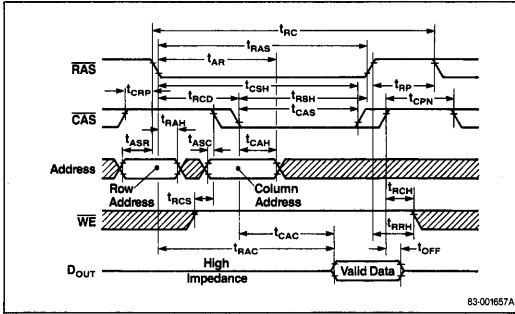 tRC
tRAS
tAR
RAS
tCRP
tCSH
tRP
tRCD
tRSH
tCPN
tCAS
CAS
tRAH
tASR
tASC
tCAH
Address
Row
Address
Column
Address
tRCS
tRCH
WE
tRRH
tCAC
tRAC
tOFF
High
Impedance
DOUT
Valid Data
83-001657A